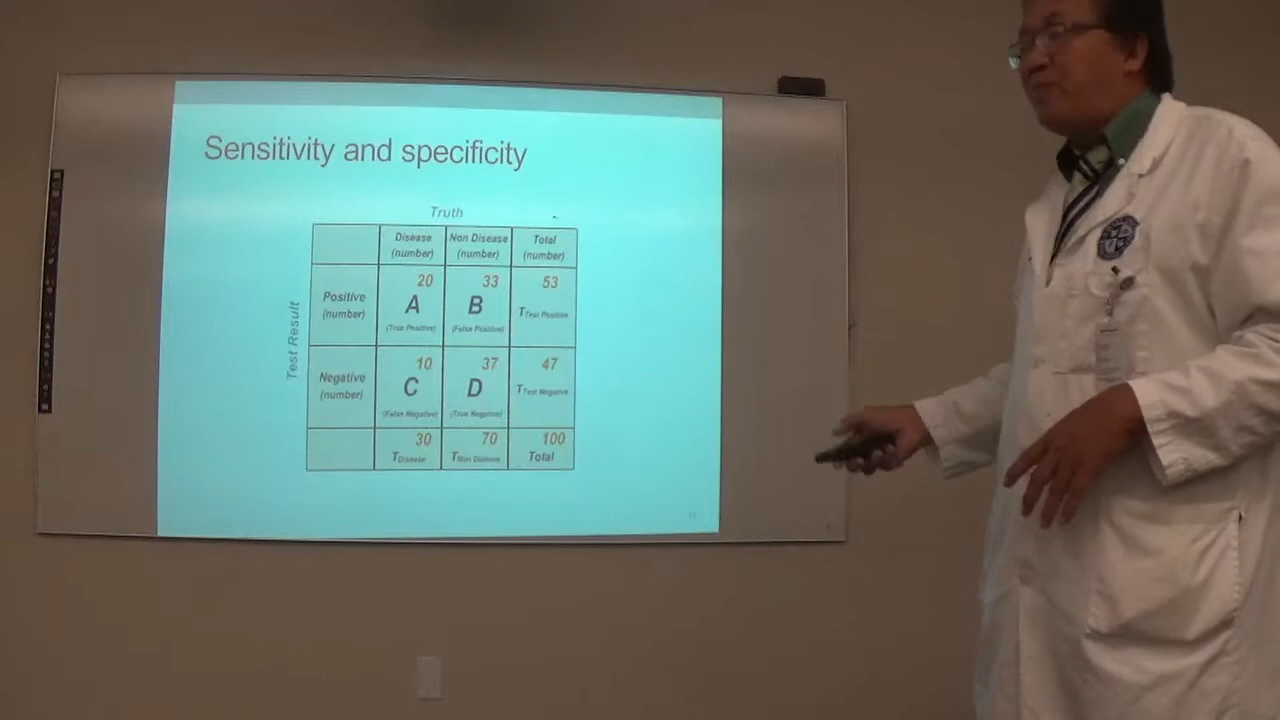 Sensitivity and specificity
Truth
Disease Non Disease Total
(number) (number) (number)
Test Result
Positive
(number)
20 33 53
A B T Test Positive
(True Positive) (False Positive)
Negative
(number)
10 37 47
C D T Test Negative
(False Negative) (True Negative)
30 70 100
T Disease T Non Disease Total